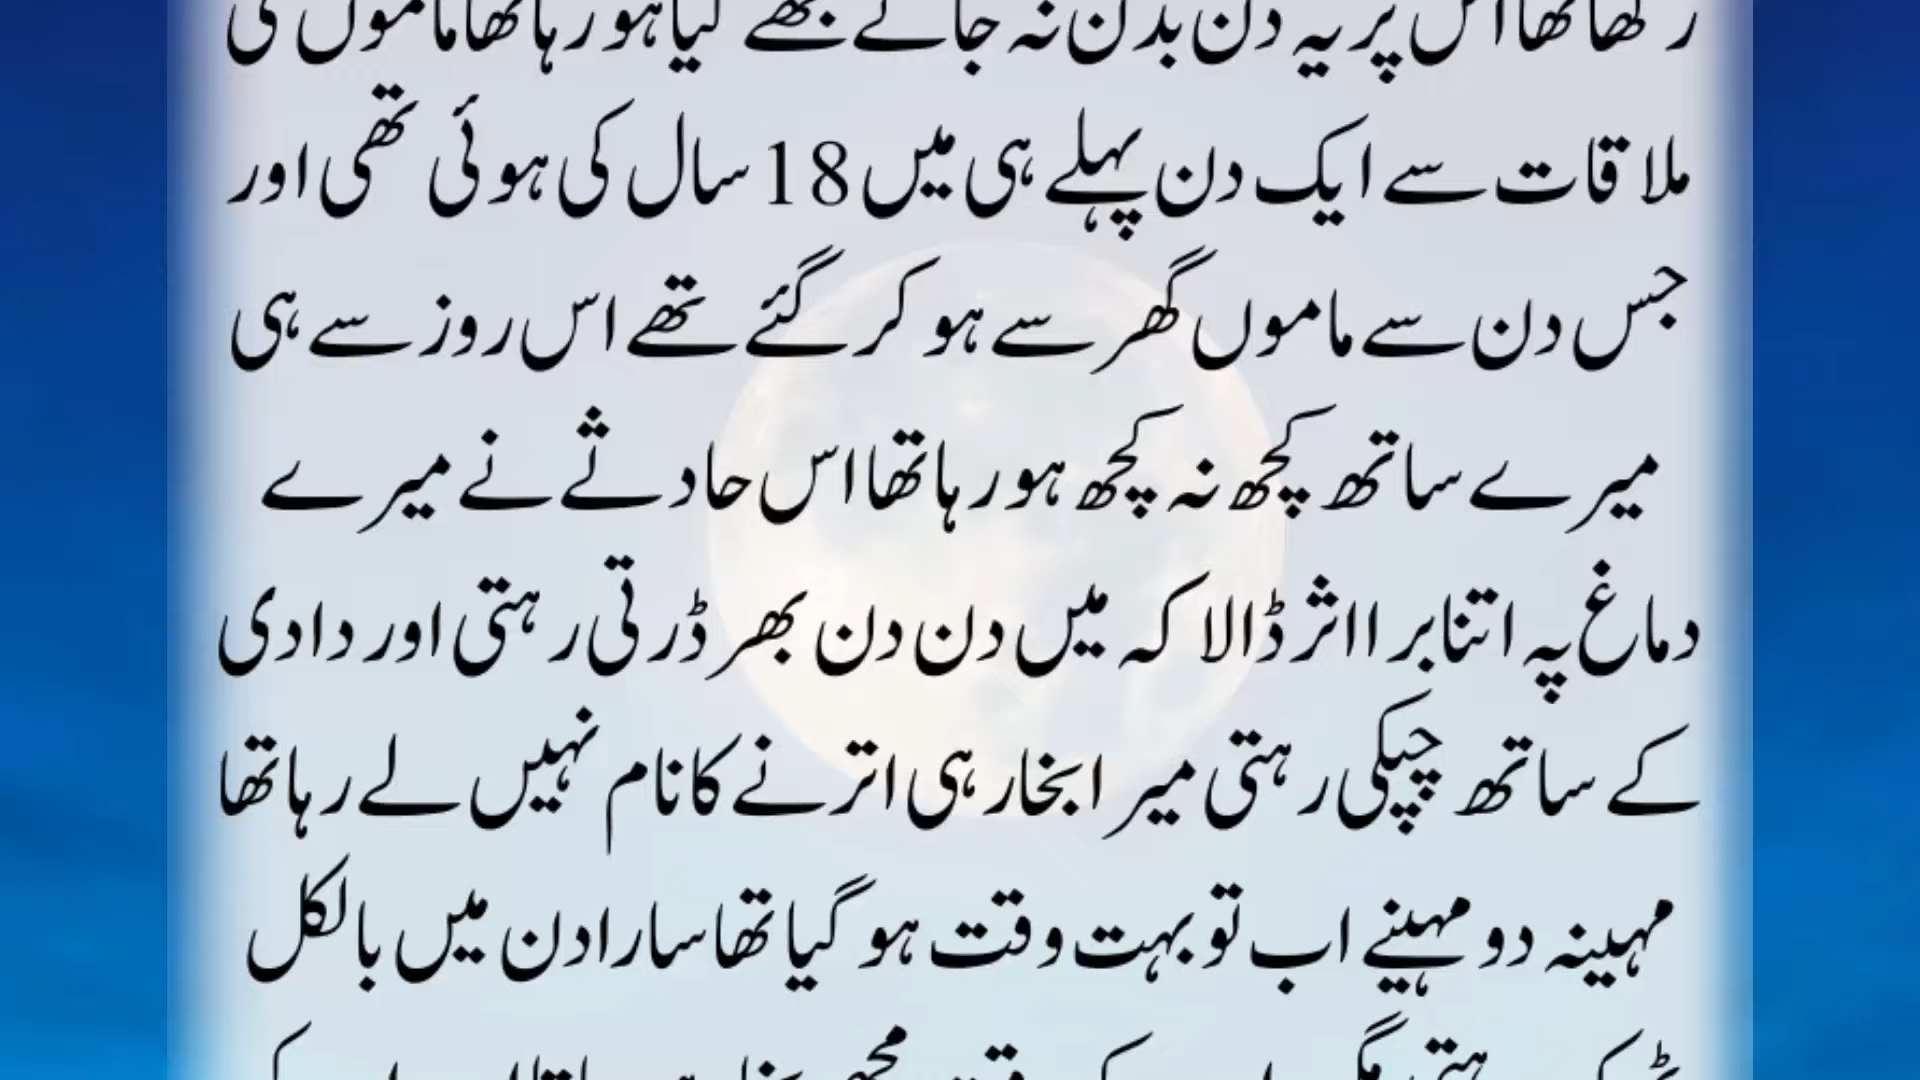 رکھا تھا اس پر یہ دن بدن نہ جانے مجھے کیا ہو رہا تھا ماموں کی
ملاقات سے ایک دن پہلے ہی میں 18 سال کی ہوئی تھی اور
جس دن سے ماموں گھر سے ہو کر گئے تھے اس روز سے ہی
میرے ساتھ کچھ نہ کچھ ہو رہا تھا اس حادثے نے میرے
دماغ پہ اتنا برا اثر ڈالا کہ میں دن دن بھر ڈرتی رہتی اور دادی
کے ساتھ چپکی رہتی میرا بخار ہی اترنے کا نام نہیں لے رہا تھا
مہینہ دو مہینے اب تو بہت وقت ہو گیا تھا سارا دن میں بالکل